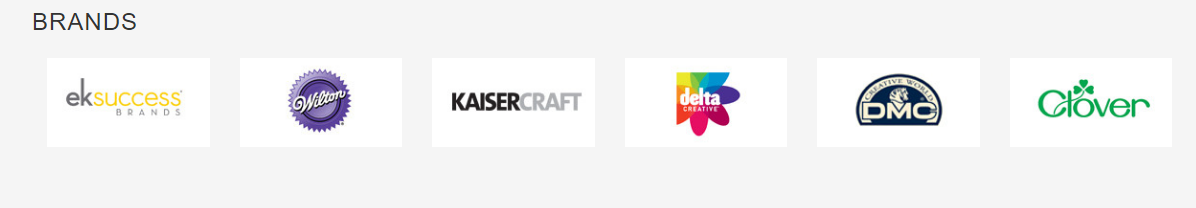 BRANDS
eksuccess®
BRANDS
Wilton
KAISERCRAFT
delta
CREATIVE
CREATIVE WORLD
DMC
Clover